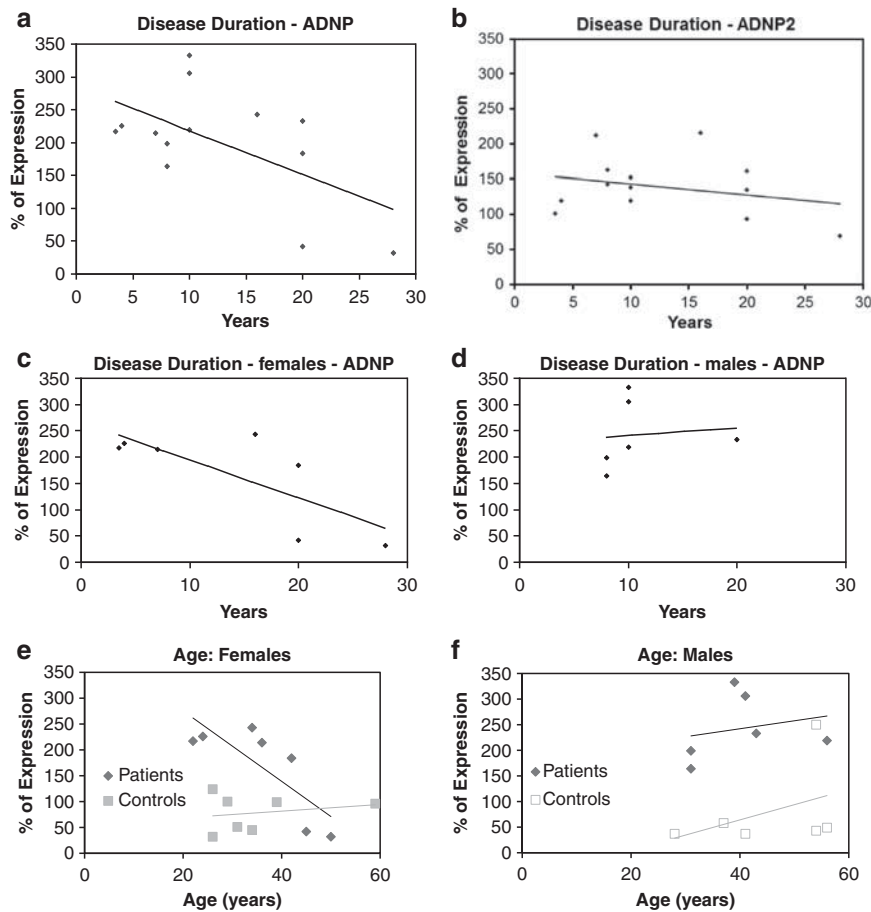 a
Disease Duration - ADNP
350
300
250
200
150
100
50
0
% of Expression
0 5 10 15 20 25 30
Years
b
Disease Duration - ADNP2
350
300
250
200
150
100
50
0
% of Expression
0 5 10 15 20 25 30
Years
c
Disease Duration - females - ADNP
350
300
250
200
150
100
50
0
% of Expression
0 10 20 30
Years
d
Disease Duration - males - ADNP
350
300
250
200
150
100
50
0
% of Expression
0 10 20 30
Years
e
Age: Females
350
300
250
200
150
100
50
0
% of Expression
Patients
Controls
0 20 40 60
Age (years)
f
Age: Males
350
300
250
200
150
100
50
0
% of Expression
Patients
Controls
0 20 40 60
Age (years)